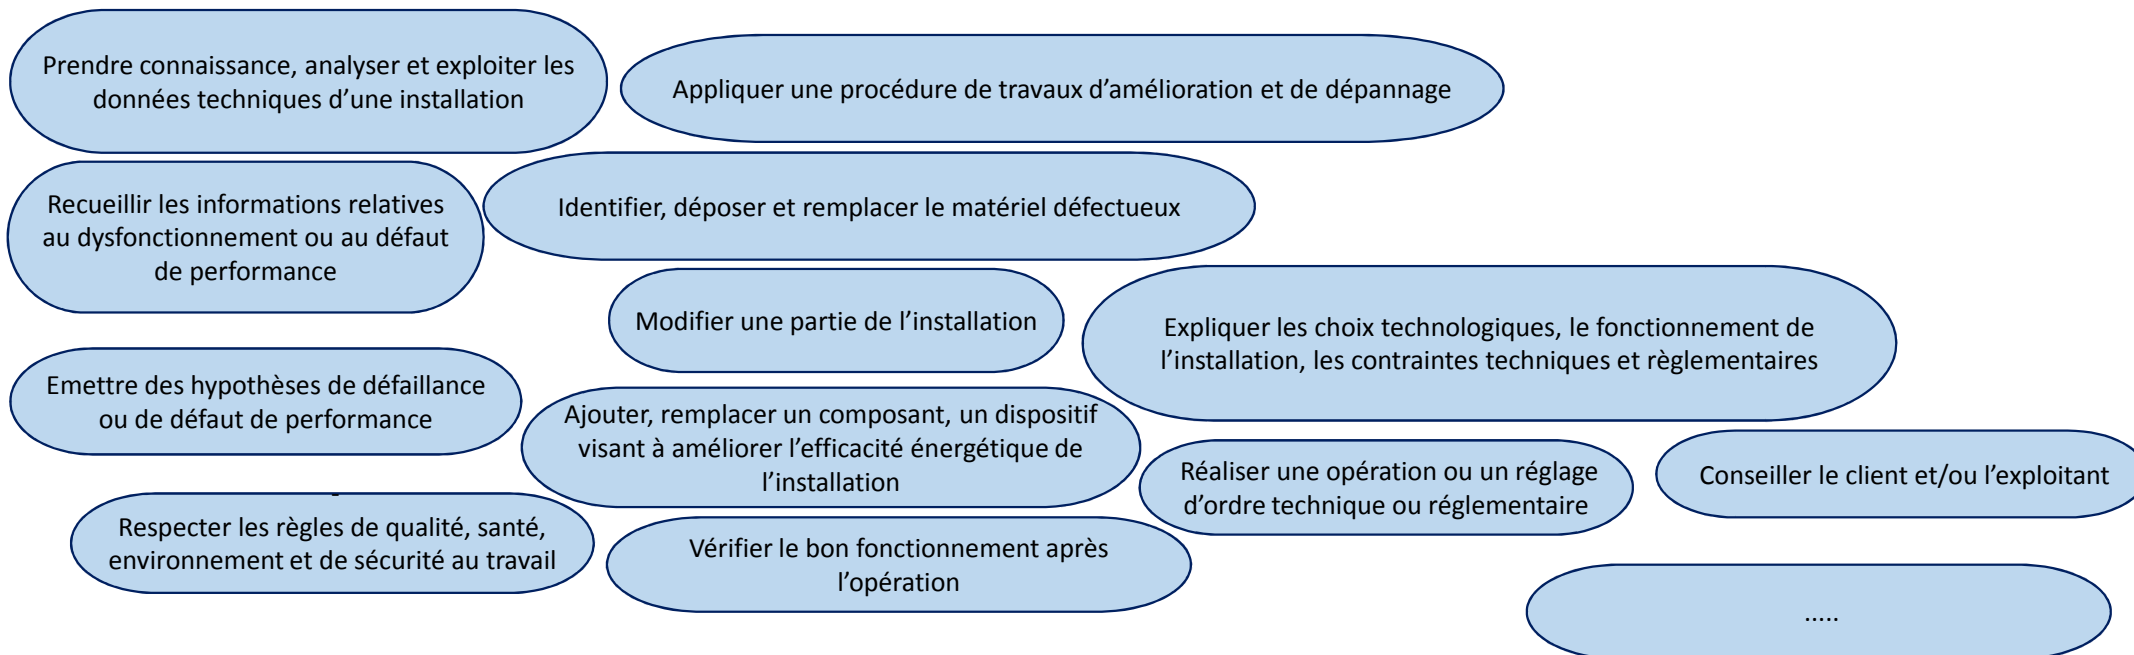 Prendre connaissance, analyser et exploiter les
données techniques d’une installation
Appliquer une procédure de travaux d’amélioration et de dépannage
Recueillir les informations relatives
au dysfonctionnement ou au défaut
de performance
Identifier, déposer et remplacer le matériel défectueux
Modifier une partie de l’installation
Expliquer les choix technologiques, le fonctionnement de
l’installation, les contraintes techniques et règlementaires
Emettre des hypothèses de défaillance
ou de défaut de performance
Ajouter, remplacer un composant, un dispositif
visant à améliorer l’efficacité énergétique de
l’installation
Réaliser une opération ou un réglage
d’ordre technique ou réglementaire
Conseiller le client et/ou l’exploitant
Respecter les règles de qualité, santé,
environnement et de sécurité au travail
Vérifier le bon fonctionnement après
l’opération
.....